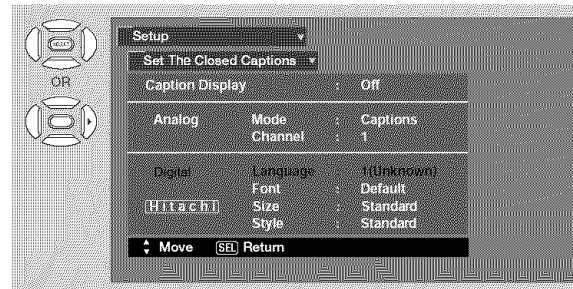 Setup
Set The Closed Captions
SELECT
OR
Caption Display : Off
Analog Mode : Captions
Channel : 1
Digital Language : 1(Unknown)
Font : Default
Hitachi Size : Standard
Style : Standard
Move SEL Return